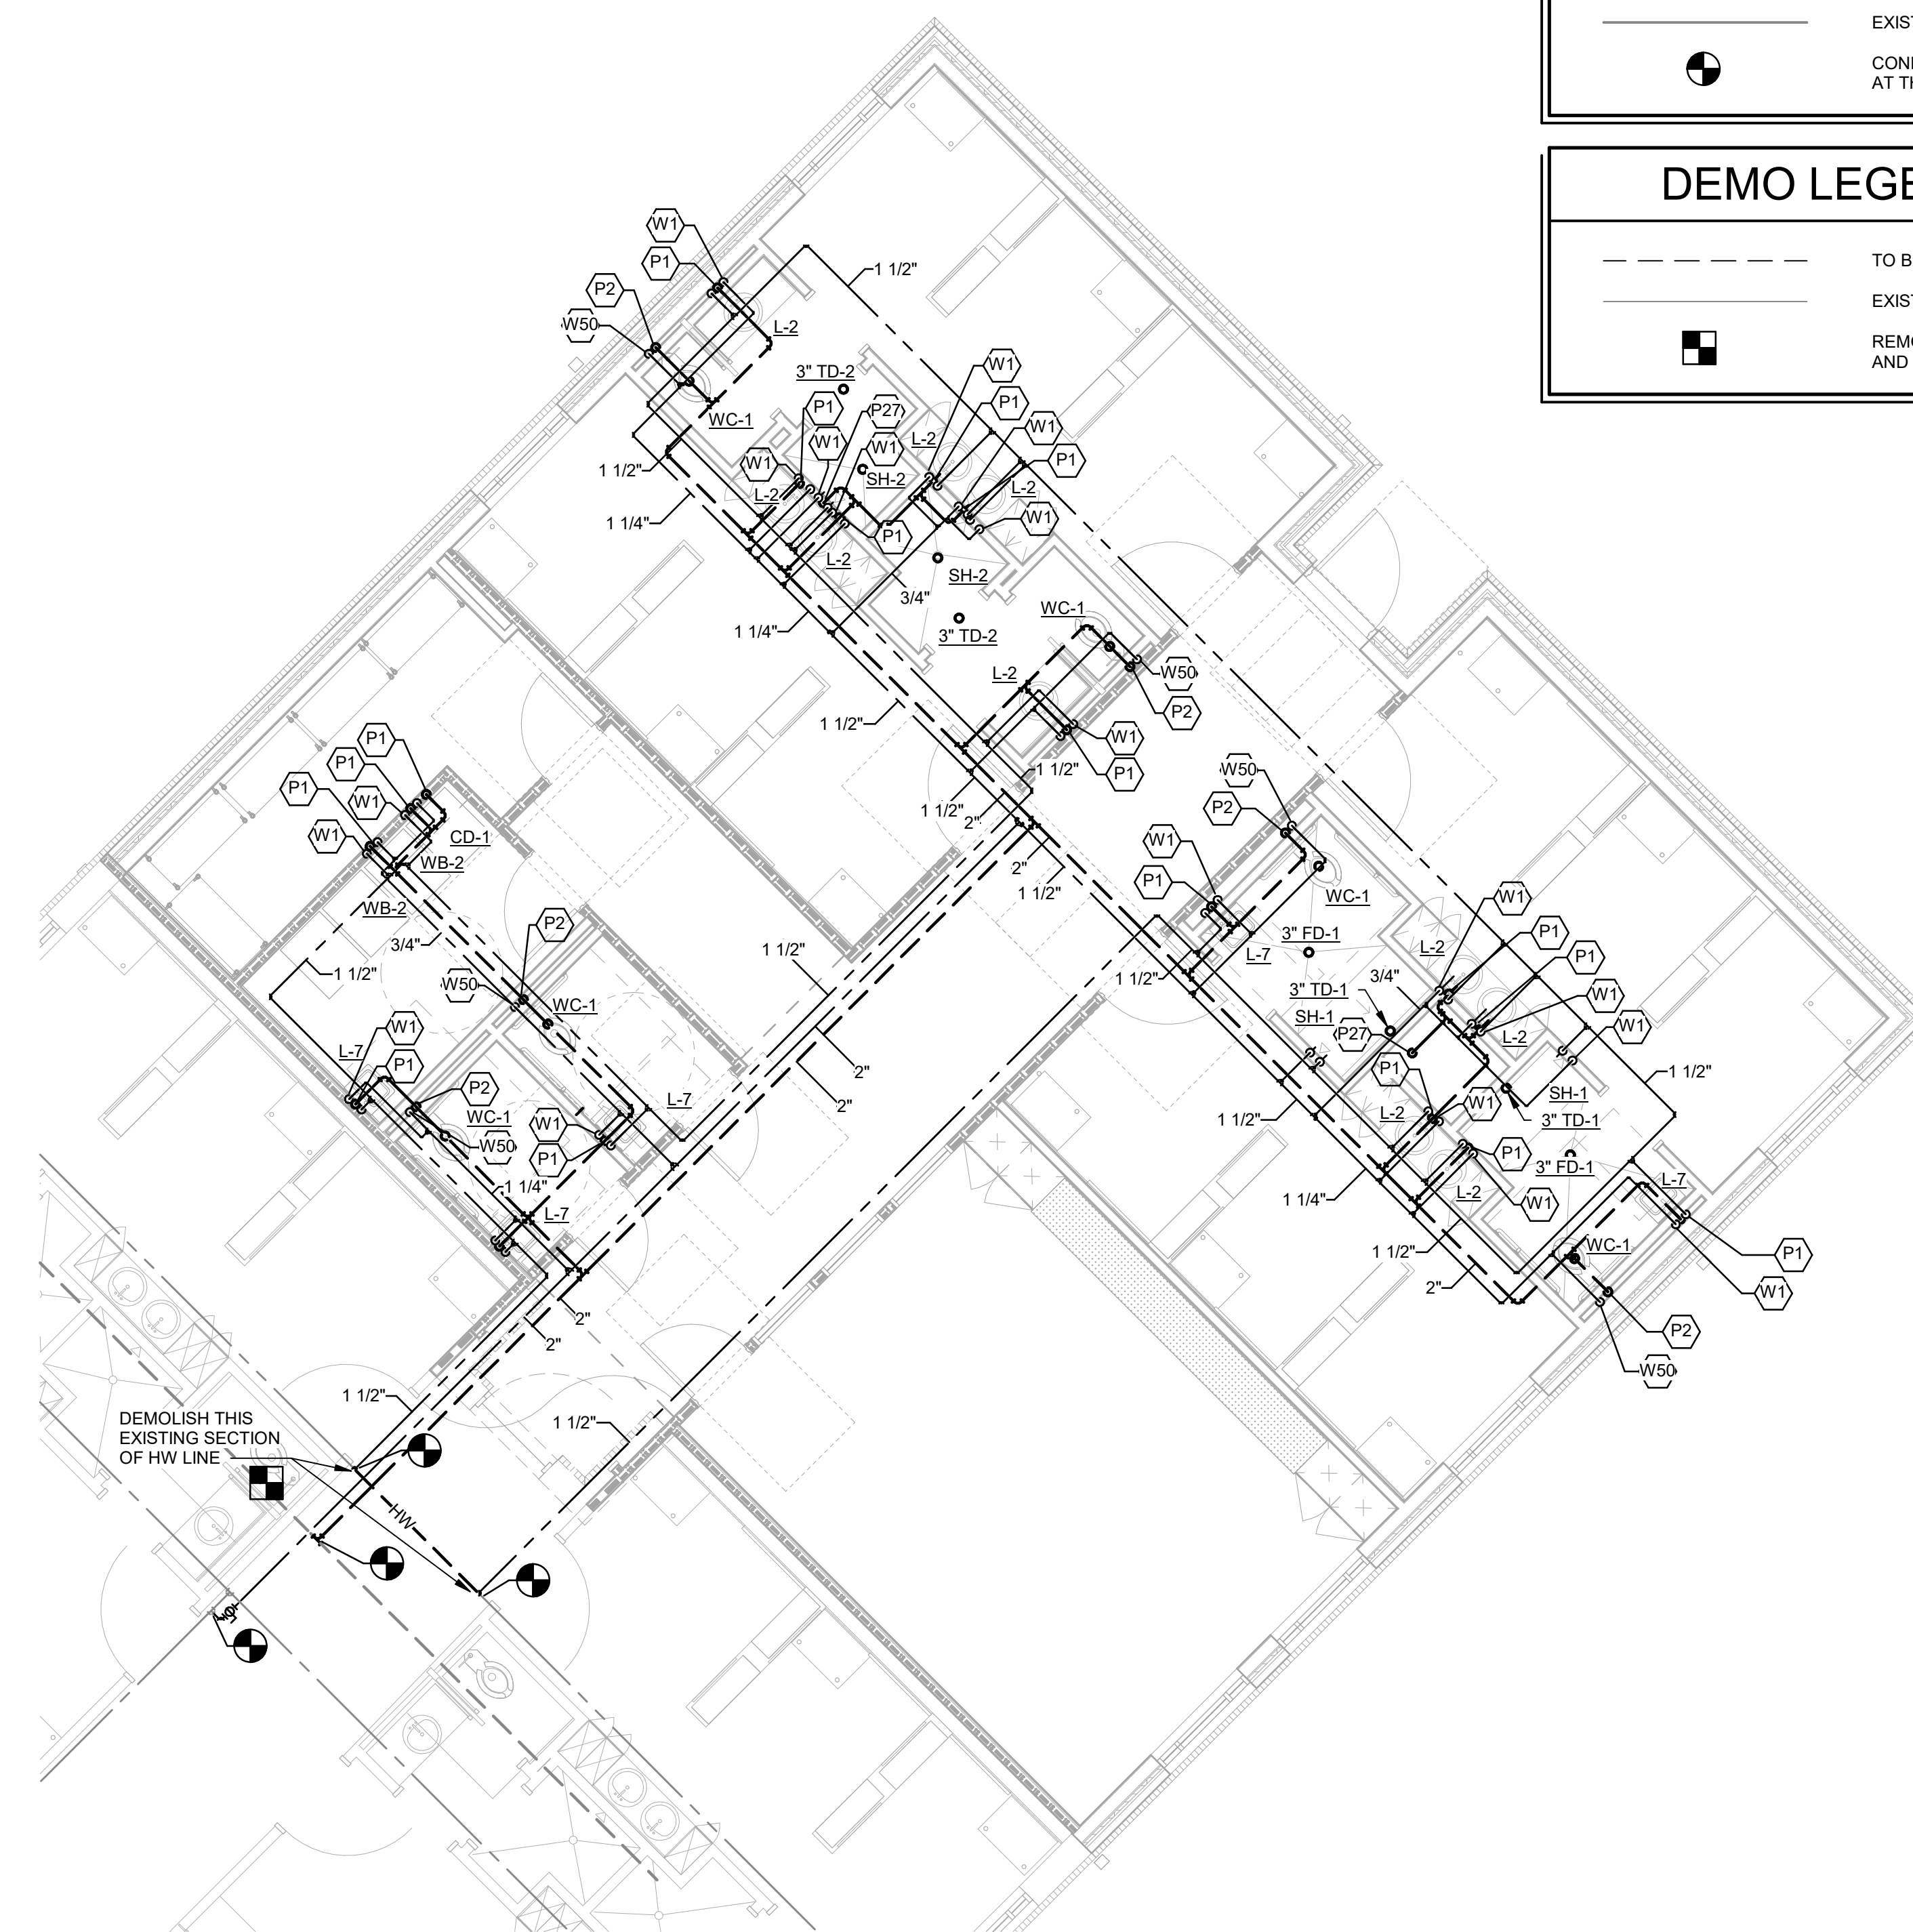 EXIST
CONN
AT TH
DEMO LEGE
TO B
EXIST
REMO
AND
W1
P1
1 1/2"
P2
W50
L-2
3" TD-2
W1
P1
P27
P1
WC-1
W1
W1
L-2
W1
P1
1 1/2"
W1
SH-2
L-2
L-2
W1
1 1/4"
P1
L-2
SH-2
3/4"
WC-1
1 1/4"
3" TD-2
L-2
W50
P2
1 1/2"
P1
W1
P1
W50
P1
1 1/2"
P1
P1
W1
1 1/2"
P2
2"
W1
CD-1
W1
WB-2
2"
P1
1 1/2"
WC-1
W1
WB-2
P2
3" FD-1
L-2
P1
3/4"
1 1/2"
L-7
P1
1 1/2"
3/4"
1 1/2"
W50
3" TD-1
W1
WC-1
SH-1
W1
W1
P27
L-2
L-7
P1
2"
P1
1 1/2"
P2
L-7
SH-1
2"
W1
WC-1
1 1/2"
L-2
3" TD-1
W1
W50
P1
P1
3" FD-1
1 1/4"
L-7
L-2
1 1/4"
W1
L-7
WC-1
P1
1 1/2"
2"
2"
W1
2"
P2
W50
1 1/2"
DEMOLISH THIS
EXISTING SECTION
OF HW LINE
1 1/2"
HW